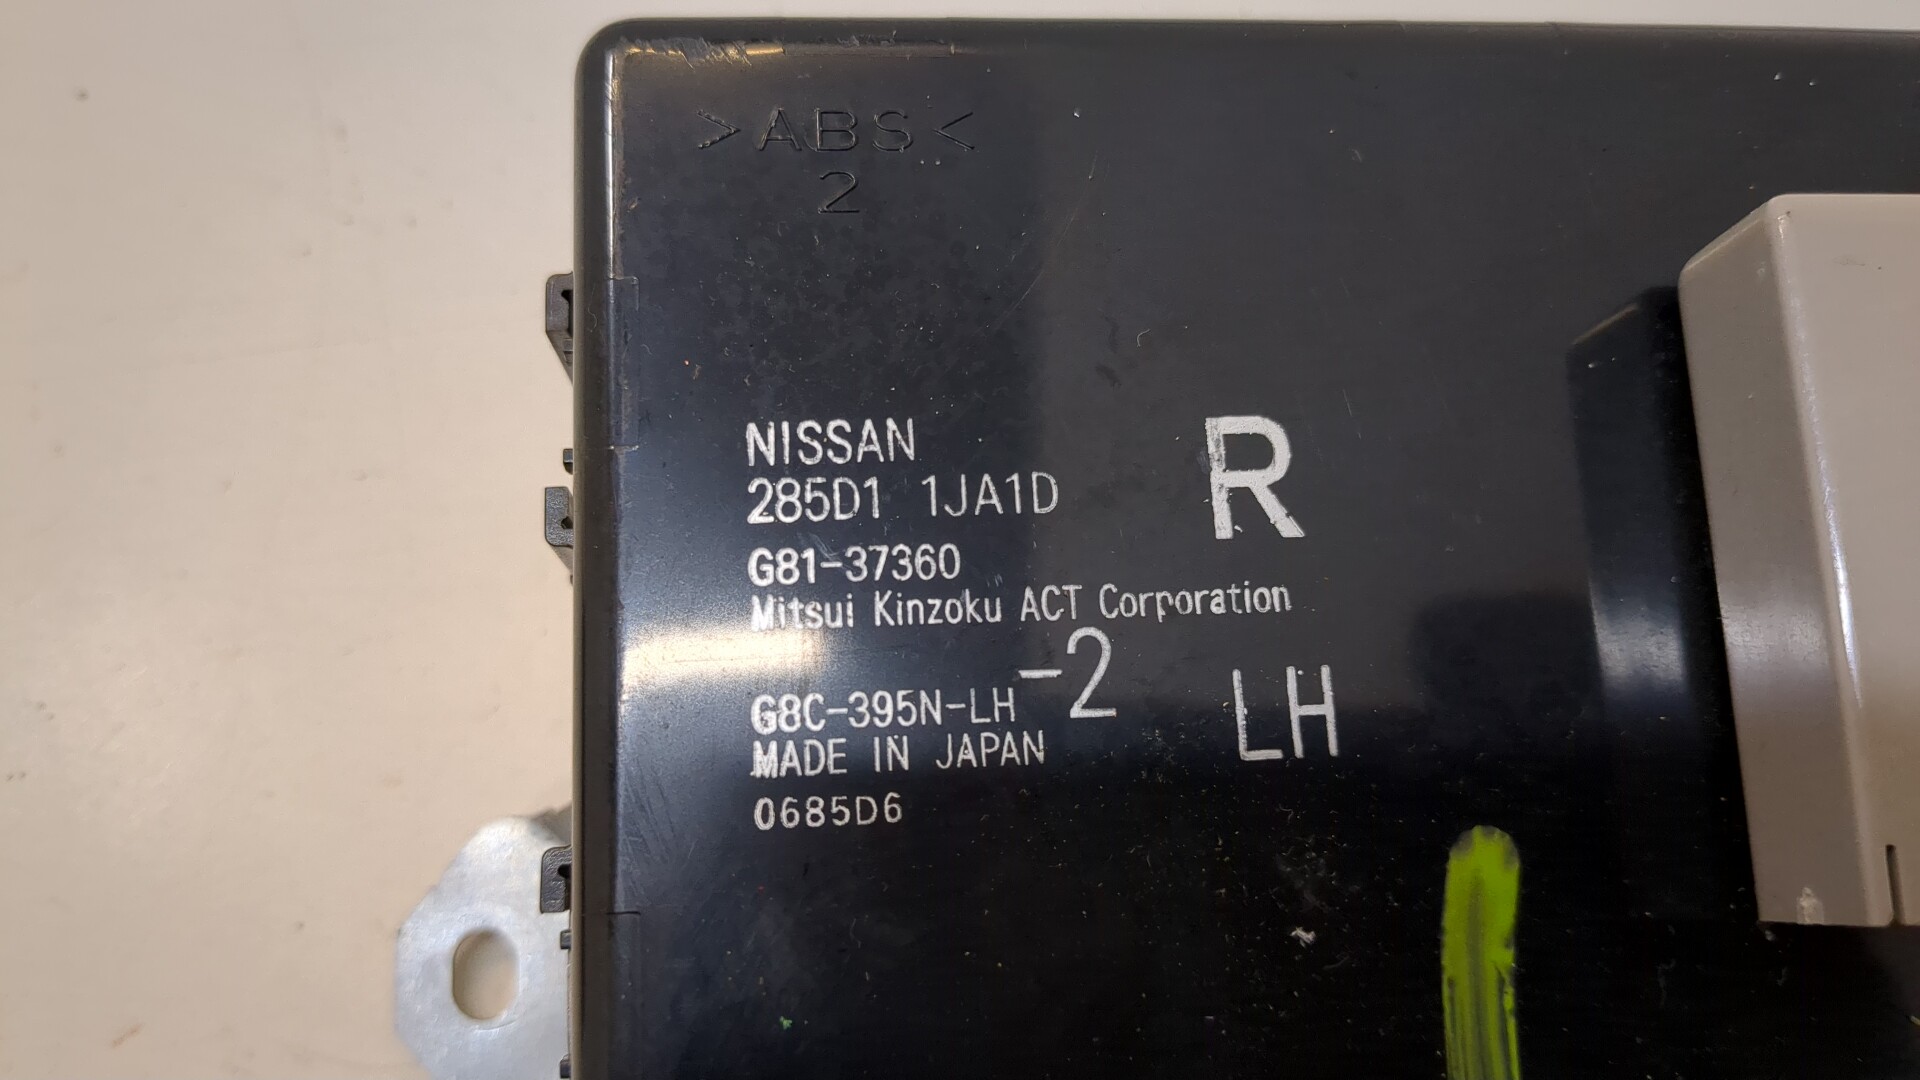 >ABS<
2
NISSAN
285D1 1JA1D
R
G81-37360
Mitsui Kinzoku ACT Corporation
G8C-395N-LH -2
LH
MADE IN JAPAN
0685D6